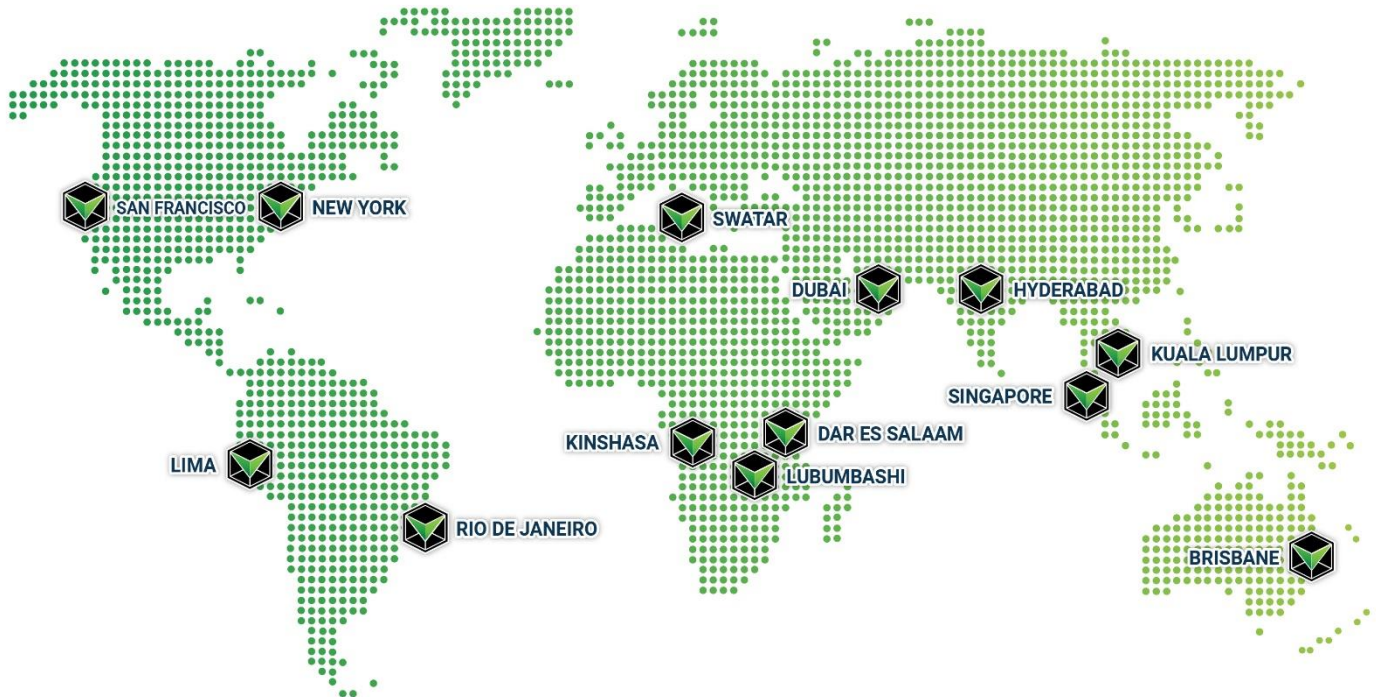 SAN FRANCISCO
NEW YORK
SWATAR
DUBAI
HYDERABAD
KUALA LUMPUR
SINGAPORE
KINSHASA
DAR ES SALAAM
LIMA
LUBUMBASHI
RIO DE JANEIRO
BRISBANE